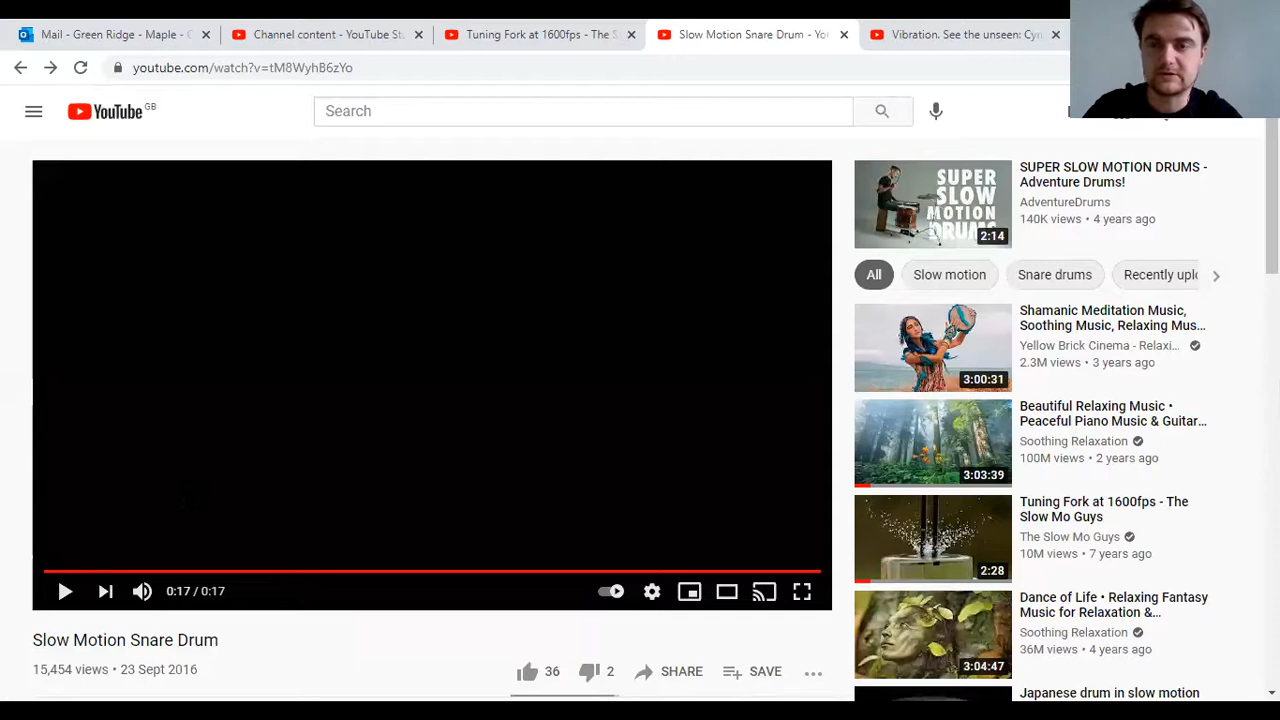 Mail - Green Ridge - Maple -
Channel content - YouTube St
Tuning Fork at 1600fps - The S
Slow Motion Snare Drum - Yo
Vibration. See the unseen: Cy
youtube.com/watch?v=tM8WyhB6zYo
YouTube GB
Search
SUPER
SLOW
MOTION
DRUMS
2:14
SUPER SLOW MOTION DRUMS -
Adventure Drums!
AdventureDrums
140K views • 4 years ago
All
Slow motion
Snare drums
Recently uplo
3:00:31
Shamanic Meditation Music,
Soothing Music, Relaxing Mus...
Yellow Brick Cinema - Relaxi...
2.3M views • 3 years ago
3:03:39
Beautiful Relaxing Music •
Peaceful Piano Music & Guitar...
Soothing Relaxation
100M views • 2 years ago
2:28
Tuning Fork at 1600fps - The
Slow Mo Guys
The Slow Mo Guys
10M views • 7 years ago
3:04:47
Dance of Life • Relaxing Fantasy
Music for Relaxation &...
Soothing Relaxation
36M views • 4 years ago
Japanese drum in slow motion
0:17 / 0:17
Slow Motion Snare Drum
15,454 views • 23 Sept 2016
36
2
SHARE
SAVE